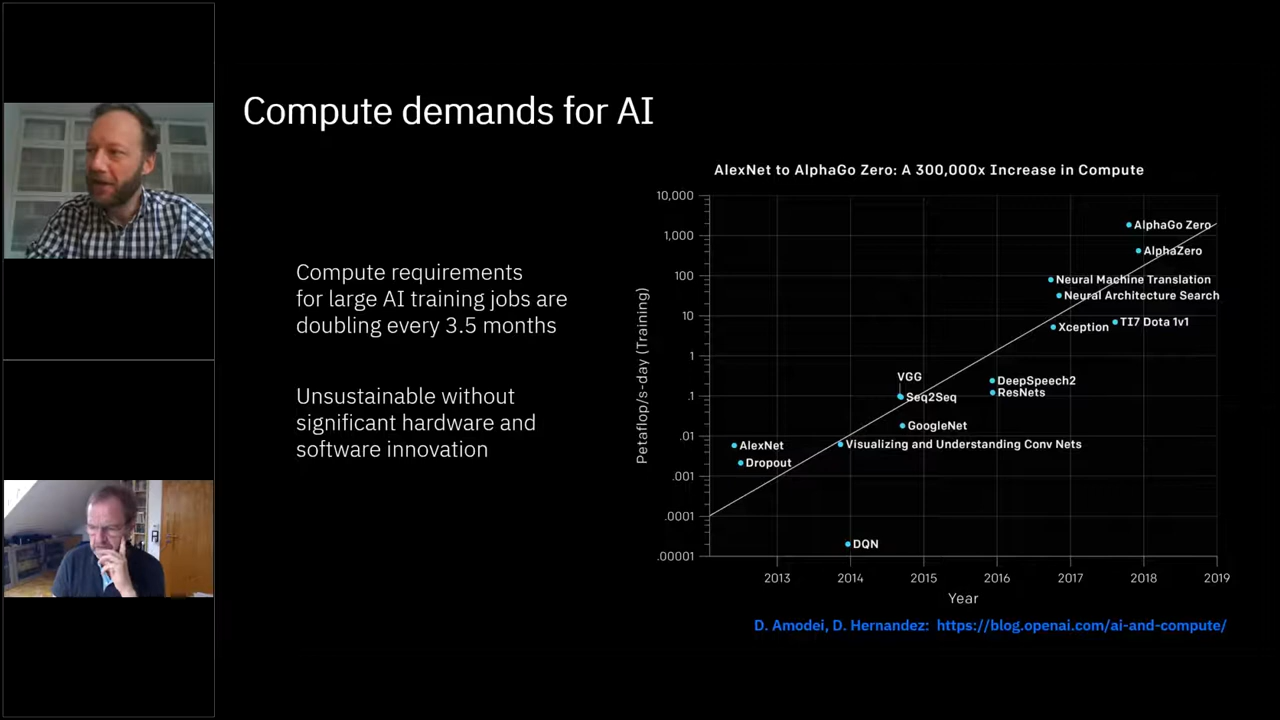 Compute demands for AI
Compute requirements
for large AI training jobs are
doubling every 3.5 months
Unsustainable without
significant hardware and
software innovation
AlexNet to AlphaGo Zero: A 300,000x Increase in Compute
Petaflop/s-day (Training)
10,000
1,000
100
10
1
.1
.01
.001
.0001
.00001
AlphaGo Zero
AlphaZero
Neural Machine Translation
Neural Architecture Search
TI7 Dota 1v1
Xception
VGG
DeepSpeech2
ResNets
Seq2Seq
GoogleNet
Visualizing and Understanding Conv Nets
AlexNet
Dropout
DQN
2013 2014 2015 2016 2017 2018 2019
Year
D. Amodei, D. Hernandez: https://blog.openai.com/ai-and-compute/